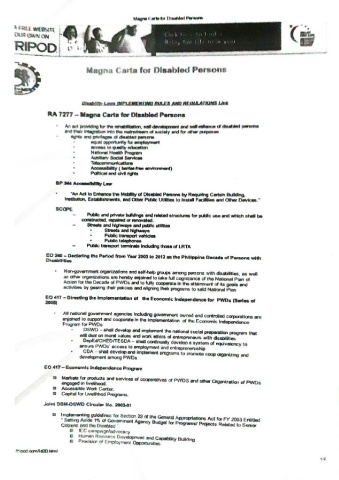 Magna Carta for Disabled Persons
A FREE WEBSITE
OUR OWN ON
RIPOD
Magna Carta for Disabled Persons
Disability Laws IMPLEMENTING RULES AND REGULATIONS Link
RA 7277 – Magna Carta for Disabled Persons
- An act providing for the rehabilitation, self-development and self-reliance of disabled persons
and their integration into the mainstream of society and for other purposes
- rights and privileges of disabled persons
- equal opportunity for employment
- access to quality education
- National Health Program
- Auxiliary Social Services
- Telecommunications
- Accessibility ( barrier-free environment)
- Political and civil rights
BP 344 Accessibility Law
- "An Act to Enhance the Mobility of Disabled Persons by Requiring Certain Building,
Institution, Establishments, and Other Public Utilities to Install Facilities and Other Devices."
SCOPE
– Public and private buildings and related structures for public use and which shall be
constructed, repaired or renovated.
– Streets and highways and public utilities
• Streets and highways
• Public transport vehicles
• Public telephones
– Public transport terminals including those of LRTA
EO 240 – Declaring the Period from Year 2003 to 2012 as the Philippine Decade of Persons with
Disabilities
- Non-government organizations and self-help groups among persons with disabilities, as well
as other organizations are hereby enjoined to take full cognizance of the National Plan of
Action for the Decade of PWDs and to fully cooperate in the attainment of its goals and
activities by gearing their policies and aligning their programs to said National Plan
EO 417 – Directing the Implementation of the Economic Independence for PWDs (Series of
2005)
- All national government agencies including government owned and controlled corporations are
enjoined to support and cooperate in the implementation of the Economic Independence
Program for PWDs
- DSWD – shall develop and implement the national social preparation program that
will deal on moral values and work ethics of entrepreneurs with disabilities.
- DepEd/CHED/TESDA – shall continually develop a system of equivalency to
ensure PWDs' access to employment and entrepreneurship
- CDA – shall develop and implement programs to promote coop organizing and
development among PWDs
EO 417 – Economic Independence Program
Markets for products and services of cooperatives of PWDS and other Organization of PWDs
engaged in livelihood.
Accessible Work Center.
Capital for Livelihood Programs.
Joint DBM-DSWD Circular No. 2003-01
Implementing guidelines for Section 29 of the General Appropriations Act for FY 2003 Entitled
" Setting Aside 1% of Government Agency Budget for Programs/ Projects Related to Senior
Citizens and the Disabled
IEC campaign/advocacy
Human Resource Development and Capability Building
Provision of Employment Opportunities